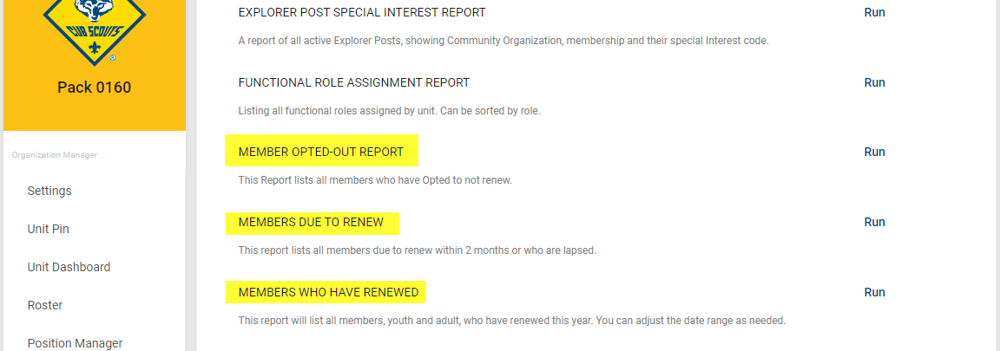 CUB SCOUTS
®
Pack 0160
Organization Manager
Settings
Unit Pin
Unit Dashboard
Roster
Position Manager
EXPLORER POST SPECIAL INTEREST REPORT Run
A report of all active Explorer Posts, showing Community Organization, membership and their special Interest code.
FUNCTIONAL ROLE ASSIGNMENT REPORT Run
Listing all functional roles assigned by unit. Can be sorted by role.
MEMBER OPTED-OUT REPORT Run
This Report lists all members who have Opted to not renew.
MEMBERS DUE TO RENEW Run
This report lists all members due to renew within 2 months or who are lapsed.
MEMBERS WHO HAVE RENEWED Run
This report will list all members, youth and adult, who have renewed this year. You can adjust the date range as needed.